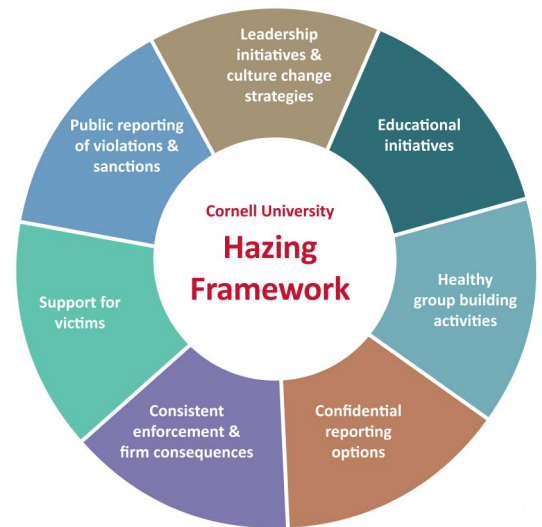 Leadership
initiatives &
culture change
strategies
Educational
initiatives
Healthy
group building
activities
Confidential
reporting
options
Consistent
enforcement &
firm consequences
Support for
victims
Public reporting
of violations &
sanctions
Cornell University
Hazing
Framework